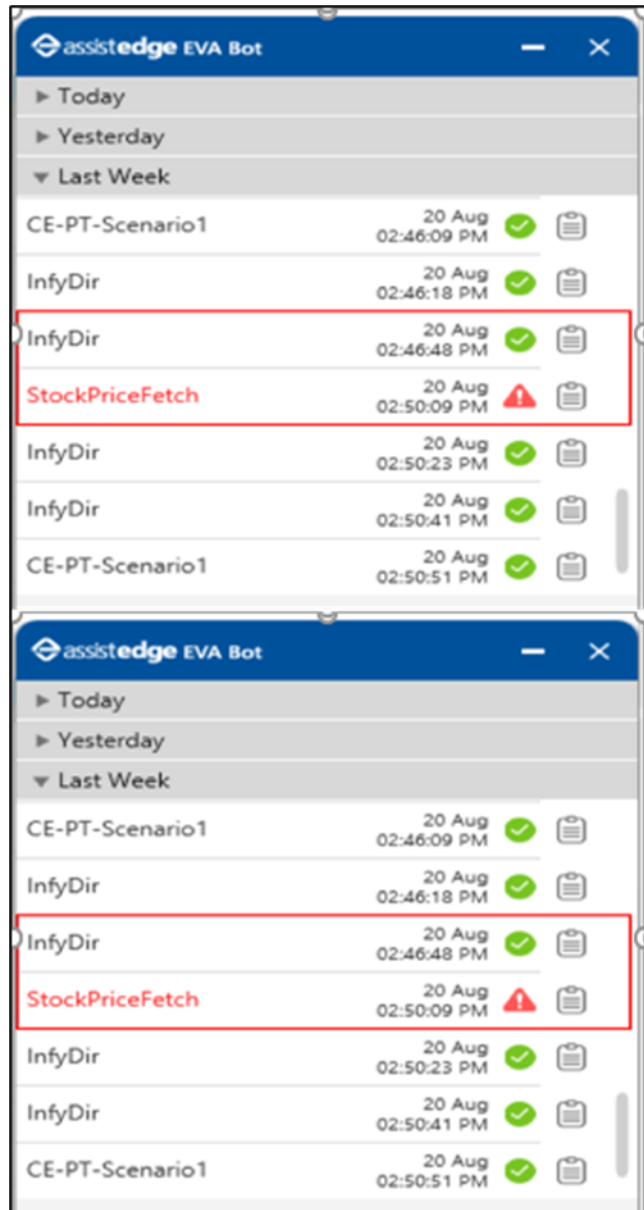 assistedge EVA Bot
Today
Yesterday
Last Week
CE-PT-Scenario1 20 Aug
02:46:09 PM
InfyDir 20 Aug
02:46:18 PM
InfyDir 20 Aug
02:46:48 PM
StockPriceFetch 20 Aug
02:50:09 PM
InfyDir 20 Aug
02:50:23 PM
InfyDir 20 Aug
02:50:41 PM
CE-PT-Scenario1 20 Aug
02:50:51 PM
assistedge EVA Bot
Today
Yesterday
Last Week
CE-PT-Scenario1 20 Aug
02:46:09 PM
InfyDir 20 Aug
02:46:18 PM
InfyDir 20 Aug
02:46:48 PM
StockPriceFetch 20 Aug
02:50:09 PM
InfyDir 20 Aug
02:50:23 PM
InfyDir 20 Aug
02:50:41 PM
CE-PT-Scenario1 20 Aug
02:50:51 PM